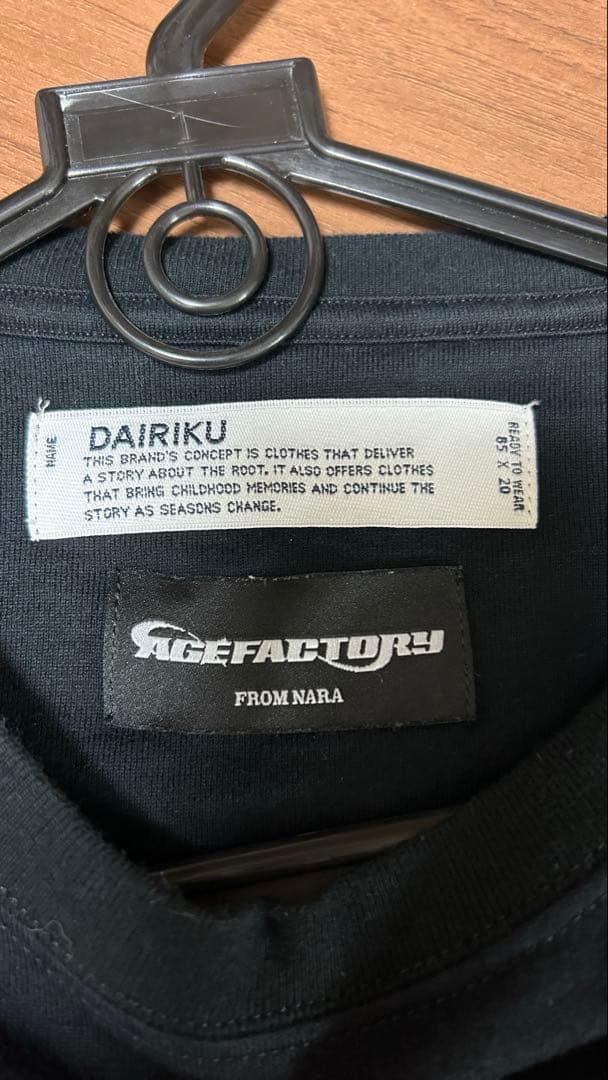 NAME
DAIRIKU
THIS BRAND'S CONCEPT IS CLOTHES THAT DELIVER
A STORY ABOUT THE ROOT. IT ALSO OFFERS CLOTHES
THAT BRING CHILDHOOD MEMORIES AND CONTINUE THE
STORY AS SEASONS CHANGE.
READY TO WEAR
85 X 20
AGEFACTORY
FROM NARA